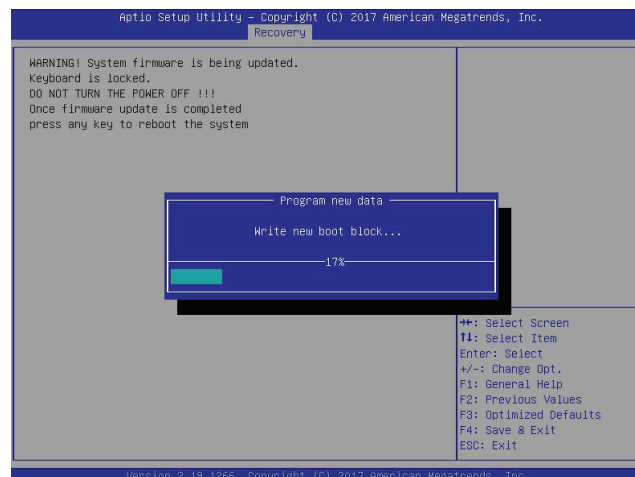 Aptio Setup Utility – Copyright (C) 2017 American Megatrends, Inc.
Recovery
WARNING! System firmware is being updated.
Keyboard is locked.
DO NOT TURN THE POWER OFF !!!
Once firmware update is completed
press any key to reboot the system
Program new data
Write new boot block...
17%
→←: Select Screen
↑↓: Select Item
Enter: Select
+/-: Change Opt.
F1: General Help
F2: Previous Values
F3: Optimized Defaults
F4: Save & Exit
ESC: Exit
Version 2.19.1266. Copyright (C) 2017 American Megatrends, Inc.